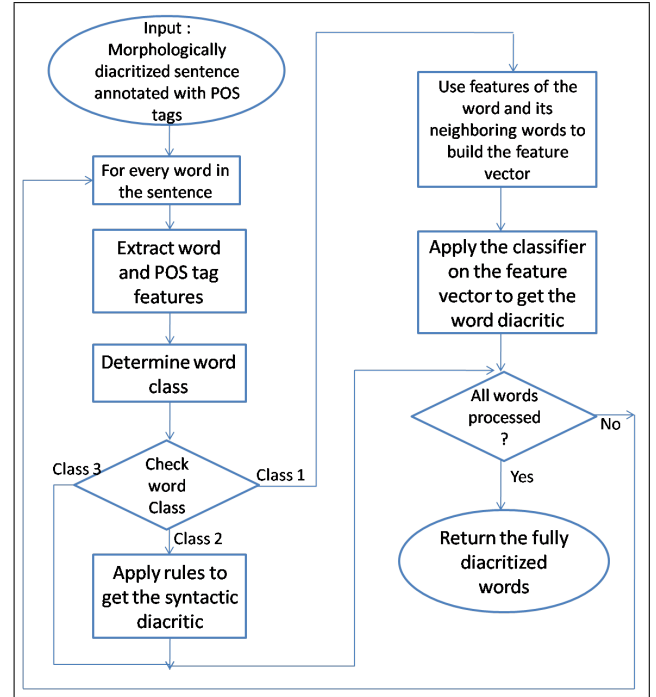 Input :
Morphologically
diacritized sentence
annotated with POS
tags
For every word in
the sentence
Extract word
and POS tag
features
Determine word
class
Check
word
Class
Class 3
Class 1
Class 2
Apply rules to
get the syntactic
diacritic
Use features of
the word and its
neighboring words to
build the feature
vector
Apply the classifier
on the feature
vector to get the
word diacritic
All words
processed
?
No
Yes
Return the fully
diacritized
words